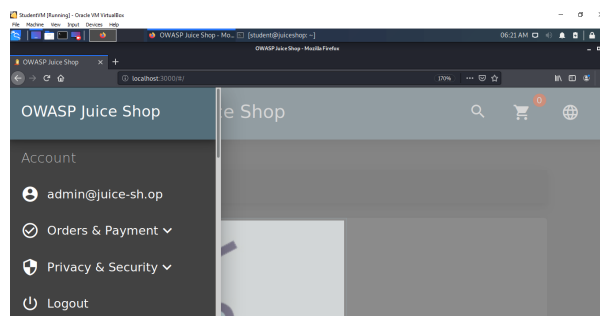 StudentVM [Running] - Oracle VM VirtualBox
File Machine View Input Devices Help
OWASP Juice Shop - Mo... [student@juiceshop: ~] 06:21 AM
OWASP Juice Shop - Mozilla Firefox
OWASP Juice Shop × +
localhost:3000/#/ 170%
OWASP Juice Shop
e Shop
0
Account
admin@juice-sh.op
Orders & Payment
Privacy & Security
Logout